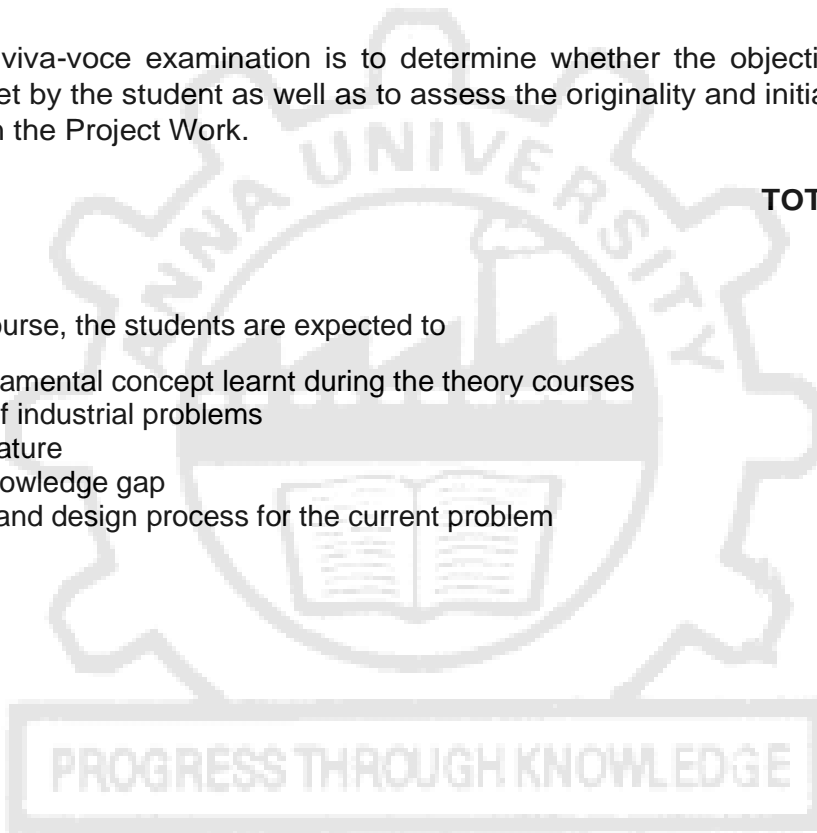 viva-voce examination is to determine whether the objecti
et by the student as well as to assess the originality and initia
n the Project Work.
ANNA UNIVERSITY
TOT
ourse, the students are expected to
amental concept learnt during the theory courses
f industrial problems
ature
owledge gap
and design process for the current problem
PROGRESS THROUGH KNOWLEDGE